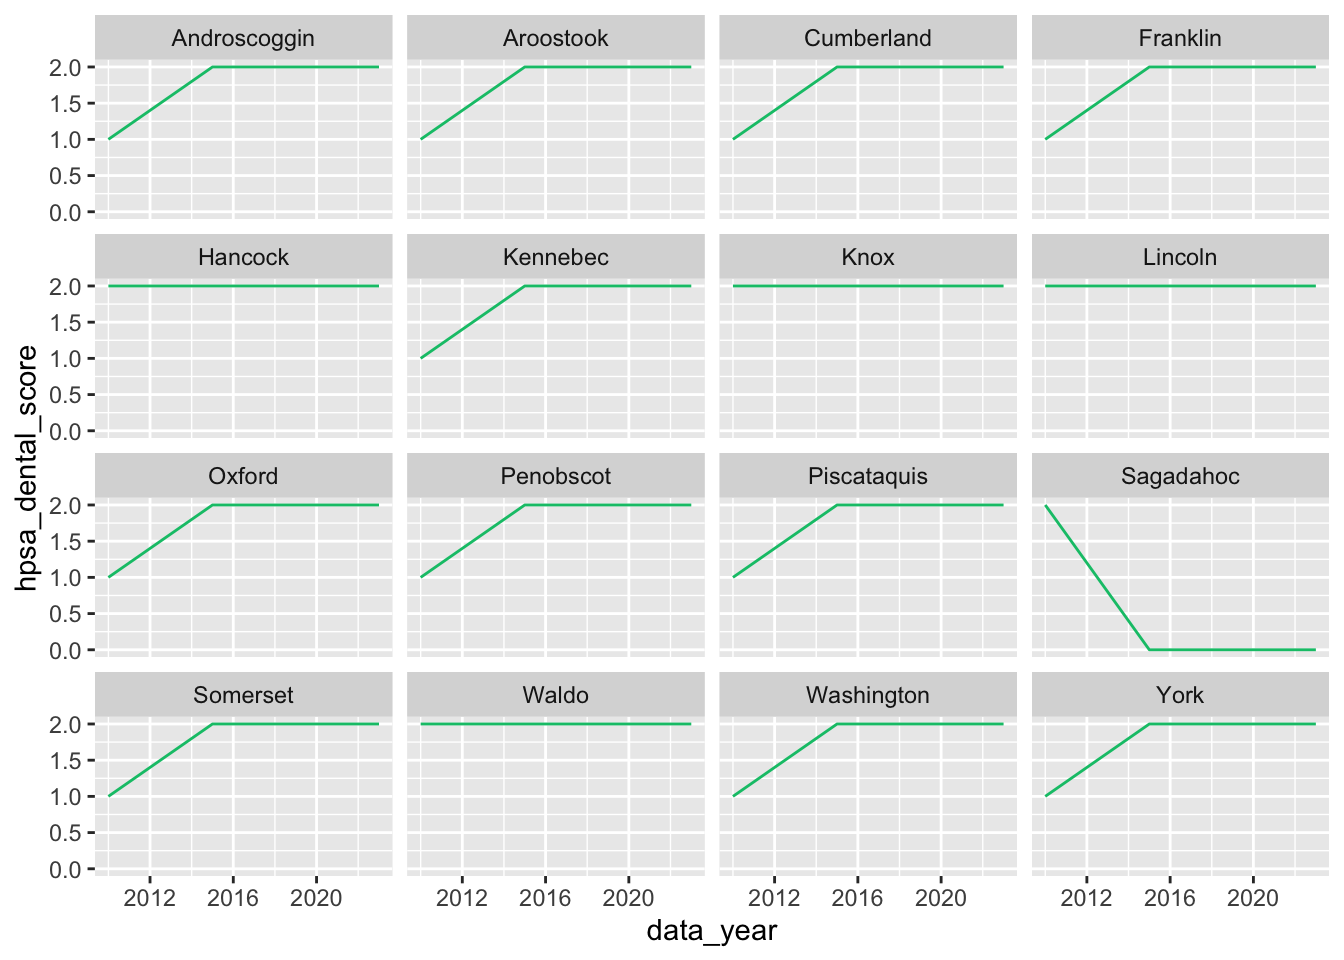 Androscoggin Aroostook Cumberland Franklin
2.0
1.5
1.0
0.5
0.0
Hancock Kennebec Knox Lincoln
2.0
1.5
1.0
0.5
0.0
hpsa_dental_score
Oxford Penobscot Piscataquis Sagadahoc
2.0
1.5
1.0
0.5
0.0
Somerset Waldo Washington York
2.0
1.5
1.0
0.5
0.0
2012 2016 2020 2012 2016 2020 2012 2016 2020 2012 2016 2020
data_year